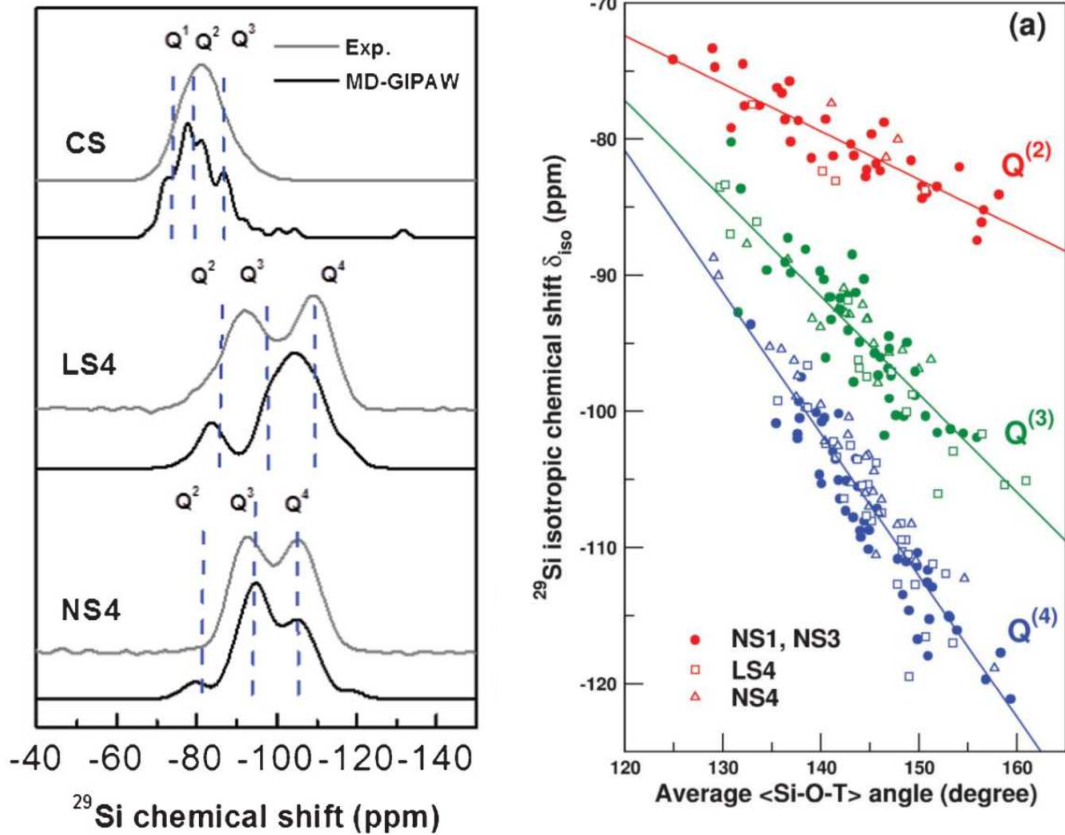 Q¹ Q² Q³
Exp.
MD-GIPAW
CS
Q² Q³ Q⁴
LS4
Q² Q³ Q⁴
NS4
-40 -60 -80 -100 -120 -140
²⁹Si chemical shift (ppm)
(a)
-70
-80
-90
-100
-110
-120
²⁹Si isotropic chemical shift δiso (ppm)
Q⁽²⁾
Q⁽³⁾
Q⁽⁴⁾
NS1, NS3
LS4
NS4
120 130 140 150 160
Average <Si-O-T> angle (degree)